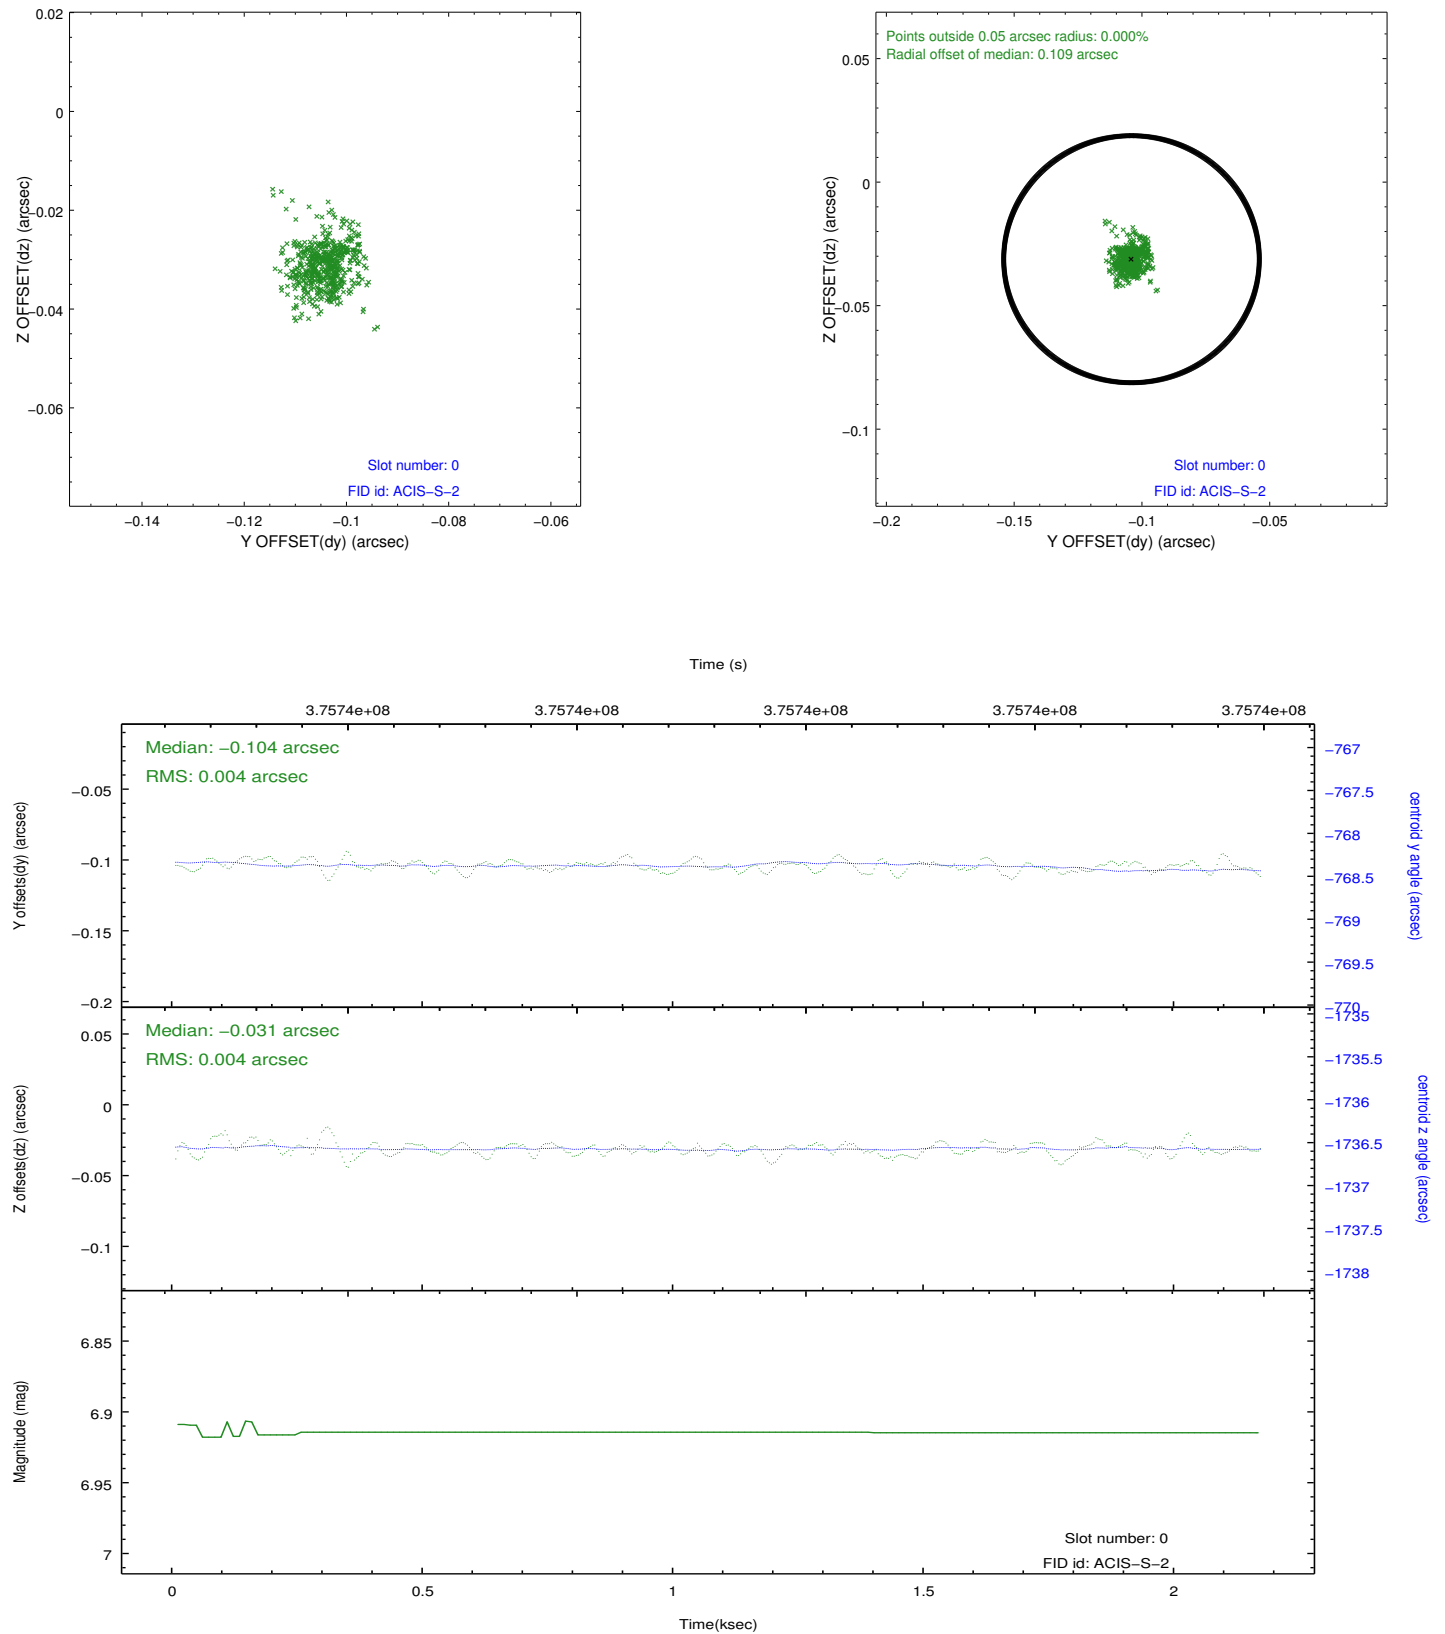 0.02
0
−0.02
−0.04
−0.06
Z OFFSET(dz) (arcsec)
Slot number: 0
FID id: ACIS−S−2
−0.14 −0.12 −0.1 −0.08 −0.06
Y OFFSET(dy) (arcsec)
Points outside 0.05 arcsec radius: 0.000%
Radial offset of median: 0.109 arcsec
0.05
0
−0.05
−0.1
Z OFFSET(dz) (arcsec)
Slot number: 0
FID id: ACIS−S−2
−0.2 −0.15 −0.1 −0.05
Y OFFSET(dy) (arcsec)
Time (s)
3.7574e+08 3.7574e+08 3.7574e+08 3.7574e+08 3.7574e+08
Median: −0.104 arcsec
RMS: 0.004 arcsec
−0.05
−0.1
−0.15
−0.2
Y offsets(dy) (arcsec)
−767
−767.5
−768
−768.5
−769
−769.5
−770
centroid y angle (arcsec)
Median: −0.031 arcsec
RMS: 0.004 arcsec
0.05
0
−0.05
−0.1
Z offsets(dz) (arcsec)
−1735
−1735.5
−1736
−1736.5
−1737
−1737.5
−1738
centroid z angle (arcsec)
6.85
6.9
6.95
7
Magnitude (mag)
Slot number: 0
FID id: ACIS−S−2
0 0.5 1 1.5 2
Time(ksec)